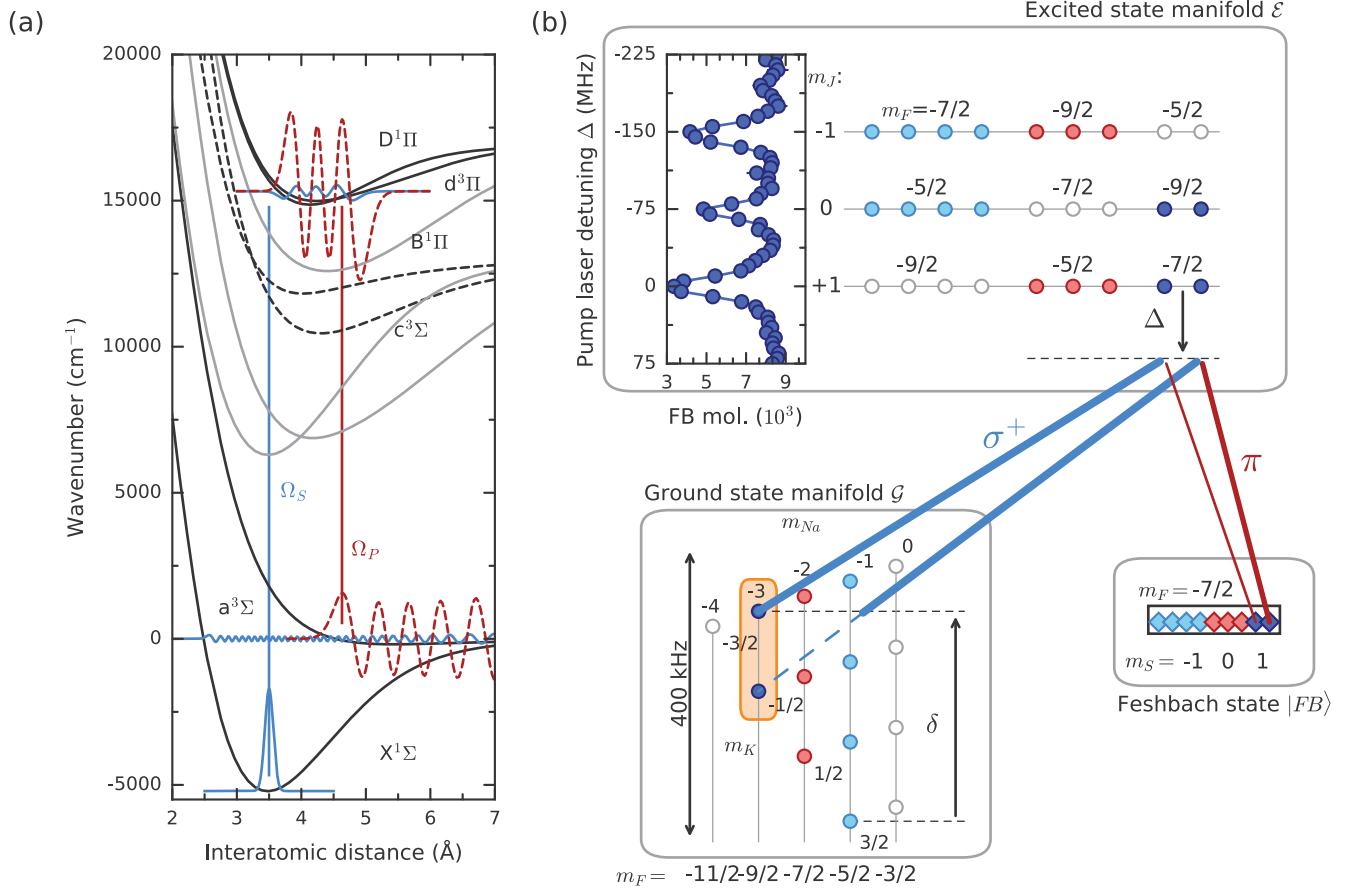 (a)
20000
15000
10000
5000
0
-5000
Wavenumber (cm⁻¹)
2 3 4 5 6 7
Interatomic distance (Å)
D¹Π
d³Π
B¹Π
c³Σ
Ω_S
Ω_P
a³Σ
X¹Σ
(b)
Excited state manifold ℰ
Pump laser detuning Δ (MHz)
-225
-150
-75
0
75
3 5 7 9
FB mol. (10³)
m_J:
m_F=-7/2 -9/2 -5/2
-1
-5/2 -7/2 -9/2
0
-9/2 -5/2 -7/2
+1
Δ
σ⁺
π
Ground state manifold 𝒢
m_Na
0
-1
-2
-3
-4
400 kHz
-3/2
-1/2
m_K
1/2
3/2
δ
m_F = -11/2 -9/2 -7/2 -5/2 -3/2
m_F = -7/2
m_S = -1 0 1
Feshbach state |FB⟩